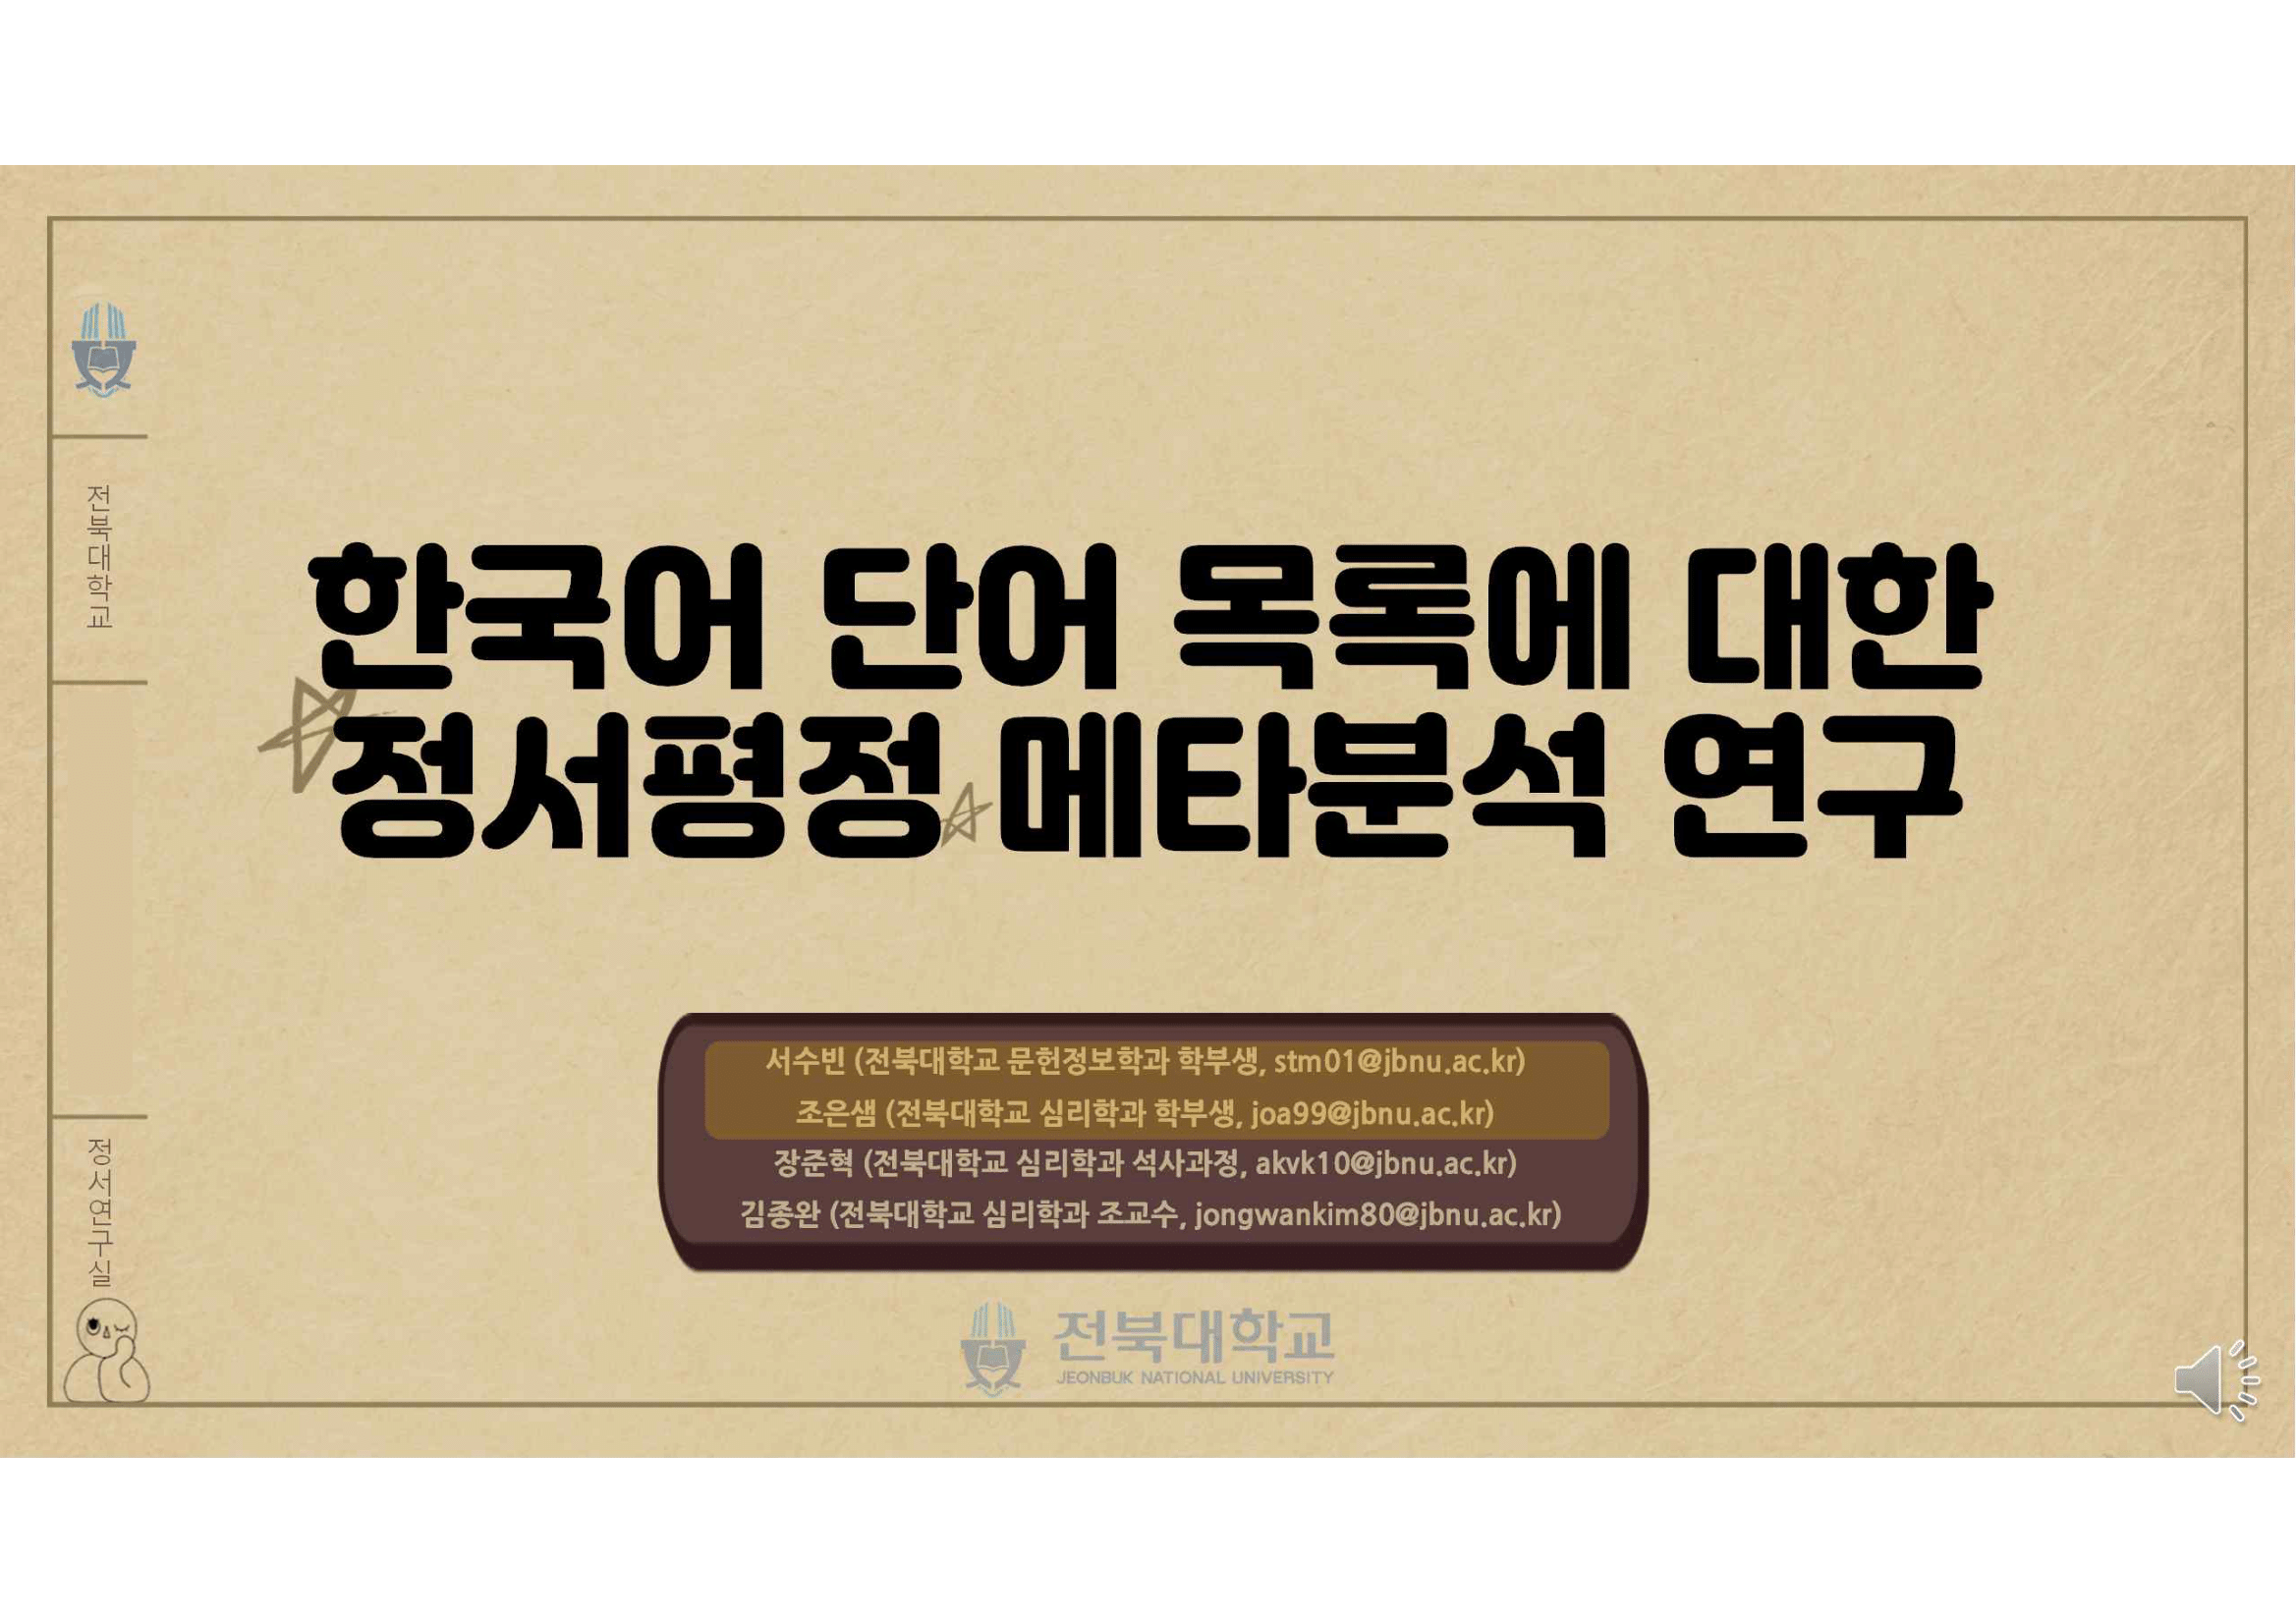 전북대학교
정서연구실
한국어 단어 목록에 대한
정서평정 메타분석 연구
서수빈 (전북대학교 문헌정보학과 학부생, stm01@jbnu.ac.kr)
조은샘 (전북대학교 심리학과 학부생, joa99@jbnu.ac.kr)
장준혁 (전북대학교 심리학과 석사과정, akvk10@jbnu.ac.kr)
김종완 (전북대학교 심리학과 조교수, jongwankim80@jbnu.ac.kr)
전북대학교
JEONBUK NATIONAL UNIVERSITY